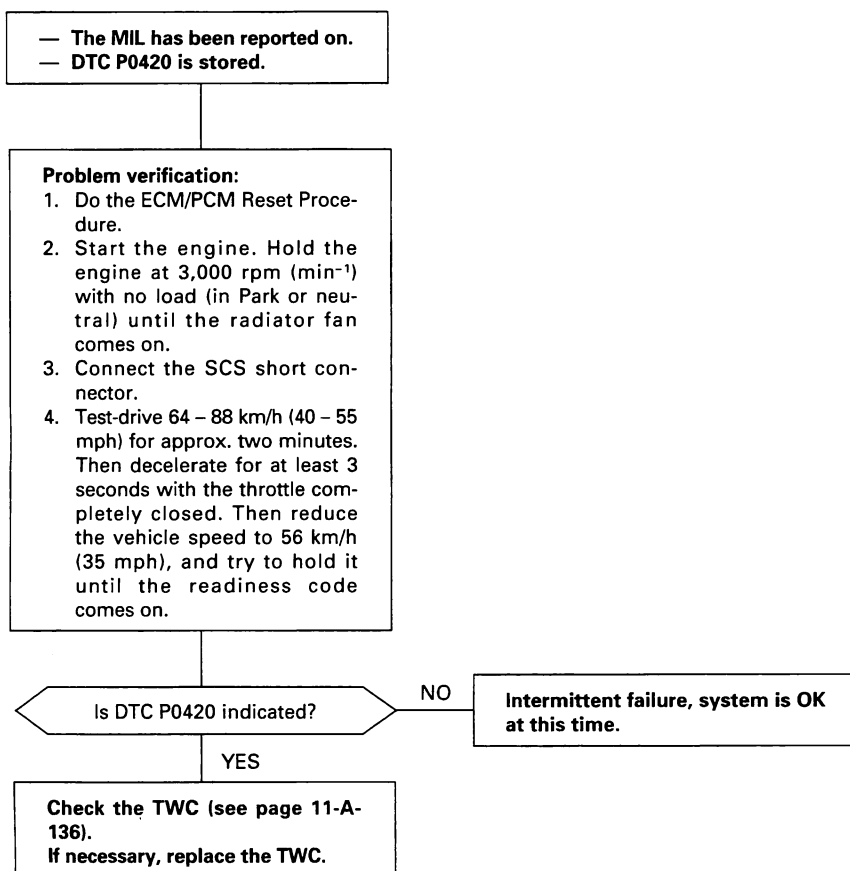 — The MIL has been reported on.
— DTC P0420 is stored.
Problem verification:
1. Do the ECM/PCM Reset Proce-
dure.
2. Start the engine. Hold the
engine at 3,000 rpm (min⁻¹)
with no load (in Park or neu-
tral) until the radiator fan
comes on.
3. Connect the SCS short con-
nector.
4. Test-drive 64 – 88 km/h (40 – 55
mph) for approx. two minutes.
Then decelerate for at least 3
seconds with the throttle com-
pletely closed. Then reduce
the vehicle speed to 56 km/h
(35 mph), and try to hold it
until the readiness code
comes on.
Is DTC P0420 indicated?
NO
Intermittent failure, system is OK
at this time.
YES
Check the TWC (see page 11-A-
136).
If necessary, replace the TWC.